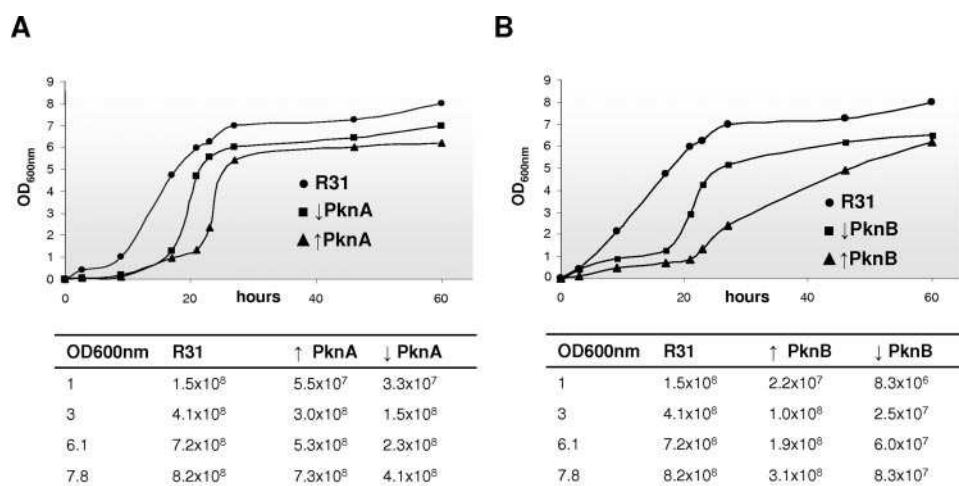 A
B
OD600nm
9
8
7
6
5
4
3
2
1
0
R31
↓PknA
↑PknA
0
20
hours
40
60
OD600nm
9
8
7
6
5
4
3
2
1
0
R31
↓PknB
↑PknB
0
20
hours
40
60
OD600nm R31 ↑ PknA ↓ PknA
1 1.5x10⁸ 5.5x10⁷ 3.3x10⁷
3 4.1x10⁸ 3.0x10⁸ 1.5x10⁸
6.1 7.2x10⁸ 5.3x10⁸ 2.3x10⁸
7.8 8.2x10⁸ 7.3x10⁸ 4.1x10⁸
OD600nm R31 ↑ PknB ↓ PknB
1 1.5x10⁸ 2.2x10⁷ 8.3x10⁶
3 4.1x10⁸ 1.0x10⁸ 2.5x10⁷
6.1 7.2x10⁸ 1.9x10⁸ 6.0x10⁷
7.8 8.2x10⁸ 3.1x10⁸ 8.3x10⁷